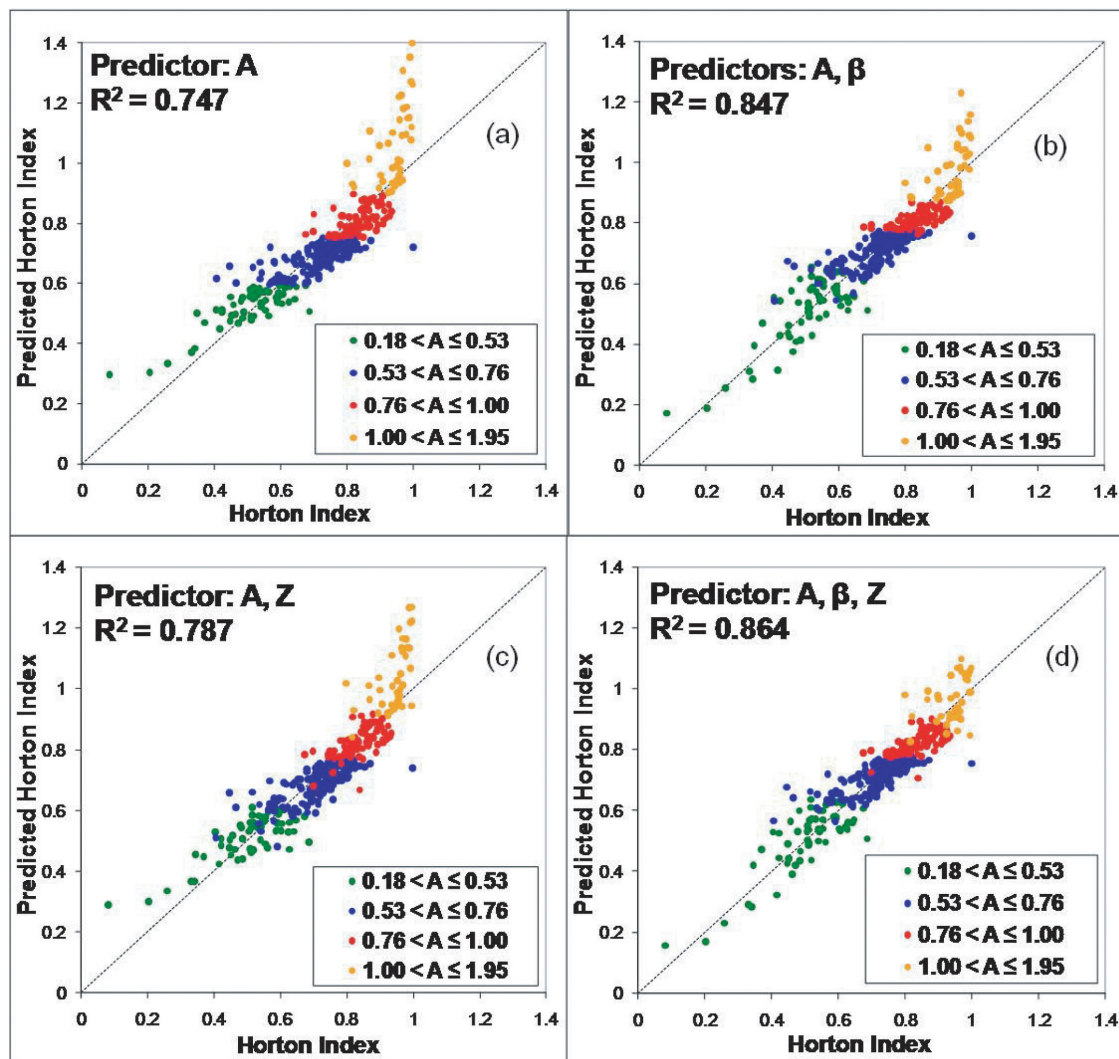 Predictor: A
R² = 0.747
(a)
Predicted Horton Index
1.4
1.2
1
0.8
0.6
0.4
0.2
0
0.18 < A ≤ 0.53
0.53 < A ≤ 0.76
0.76 < A ≤ 1.00
1.00 < A ≤ 1.95
0 0.2 0.4 0.6 0.8 1 1.2 1.4
Horton Index
Predictors: A, β
R² = 0.847
(b)
Predicted Horton Index
1.4
1.2
1
0.8
0.6
0.4
0.2
0
0.18 < A ≤ 0.53
0.53 < A ≤ 0.76
0.76 < A ≤ 1.00
1.00 < A ≤ 1.95
0 0.2 0.4 0.6 0.8 1 1.2 1.4
Horton Index
Predictor: A, Z
R² = 0.787
(c)
Predicted Horton Index
1.4
1.2
1
0.8
0.6
0.4
0.2
0
0.18 < A ≤ 0.53
0.53 < A ≤ 0.76
0.76 < A ≤ 1.00
1.00 < A ≤ 1.95
0 0.2 0.4 0.6 0.8 1 1.2 1.4
Horton Index
Predictor: A, β, Z
R² = 0.864
(d)
Predicted Horton Index
1.4
1.2
1
0.8
0.6
0.4
0.2
0
0.18 < A ≤ 0.53
0.53 < A ≤ 0.76
0.76 < A ≤ 1.00
1.00 < A ≤ 1.95
0 0.2 0.4 0.6 0.8 1 1.2 1.4
Horton Index